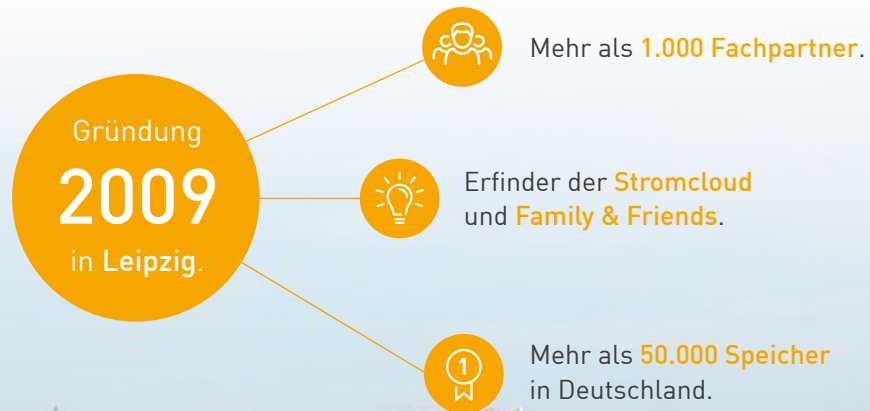 Gründung
2009
in Leipzig.
Mehr als 1.000 Fachpartner.
Erfinder der Stromcloud
und Family & Friends.
1
Mehr als 50.000 Speicher
in Deutschland.